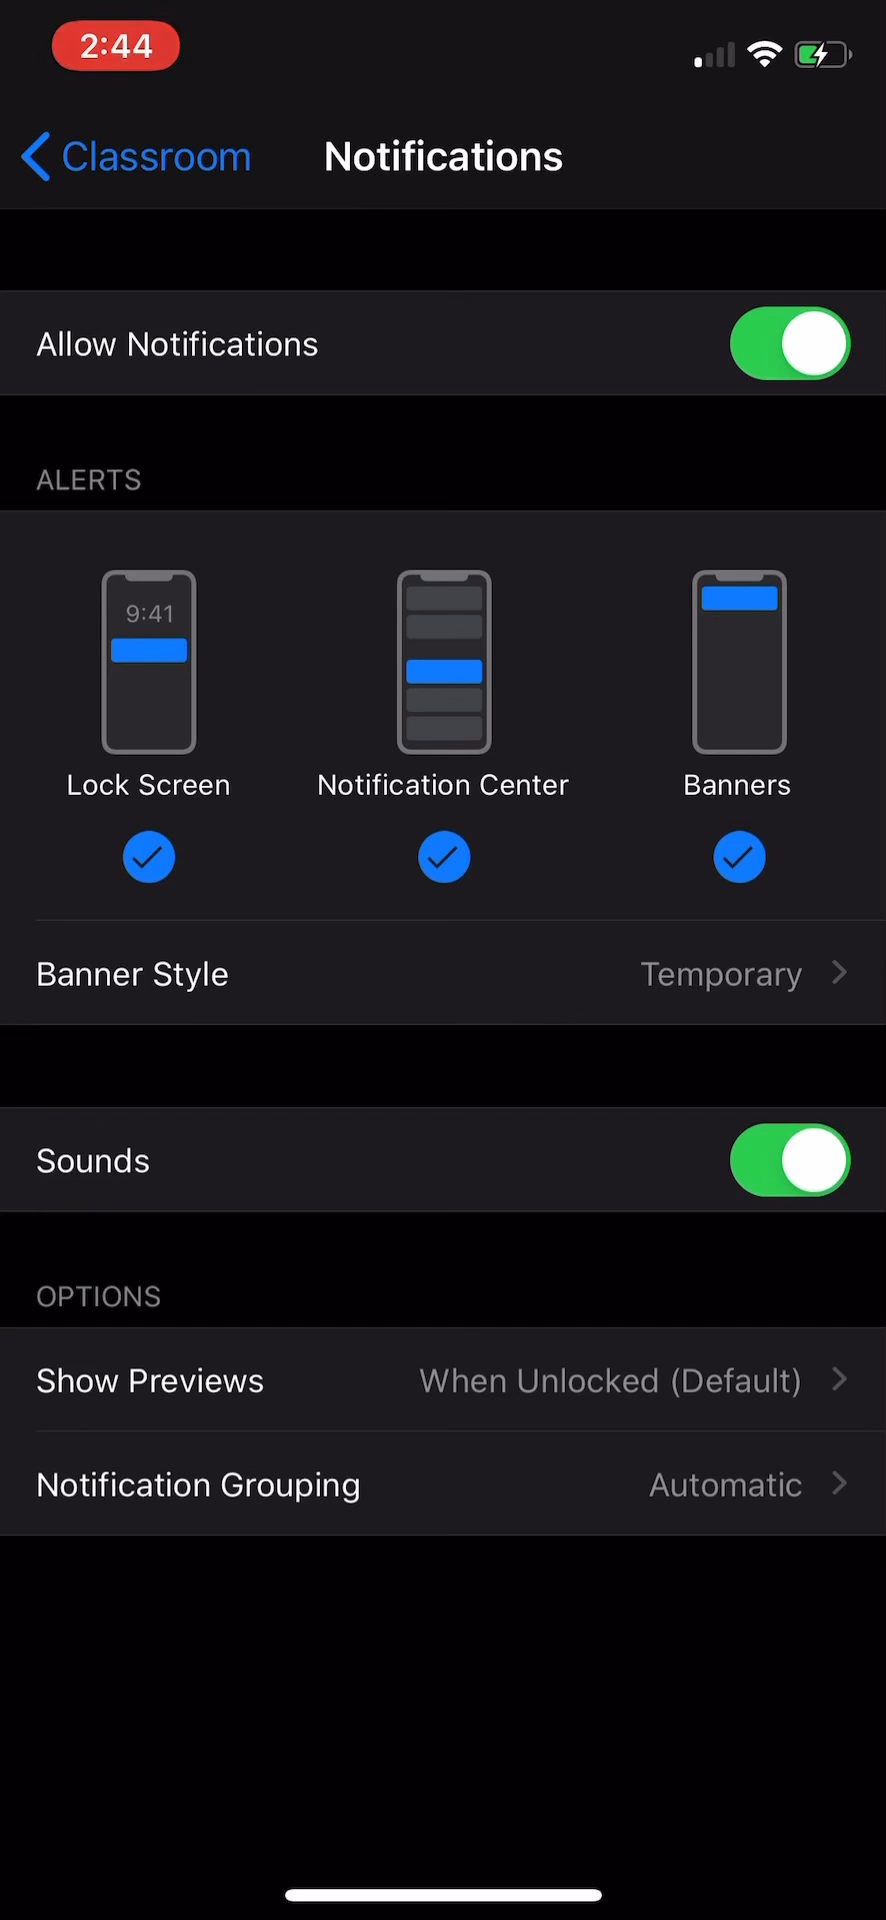 2:44
Classroom Notifications
Allow Notifications
ALERTS
9:41
Lock Screen Notification Center Banners
Banner Style Temporary
Sounds
OPTIONS
Show Previews When Unlocked (Default)
Notification Grouping Automatic